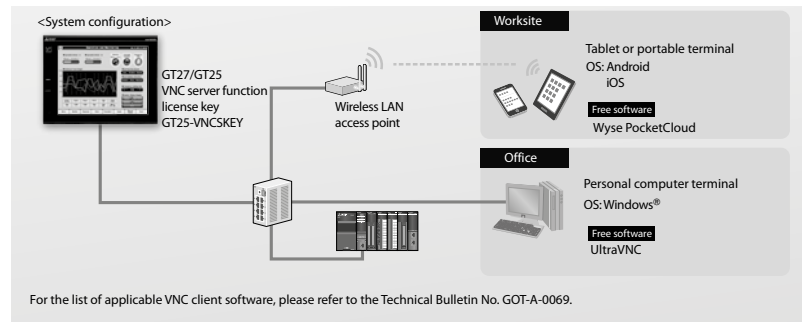 <System configuration>
GT27/GT25
VNC server function
license key
GT25-VNCSKEY
Wireless LAN
access point
Worksite
Tablet or portable terminal
OS: Android
iOS
Free software
Wyse PocketCloud
Office
Personal computer terminal
OS: Windows®
Free software
UltraVNC
For the list of applicable VNC client software, please refer to the Technical Bulletin No. GOT-A-0069.